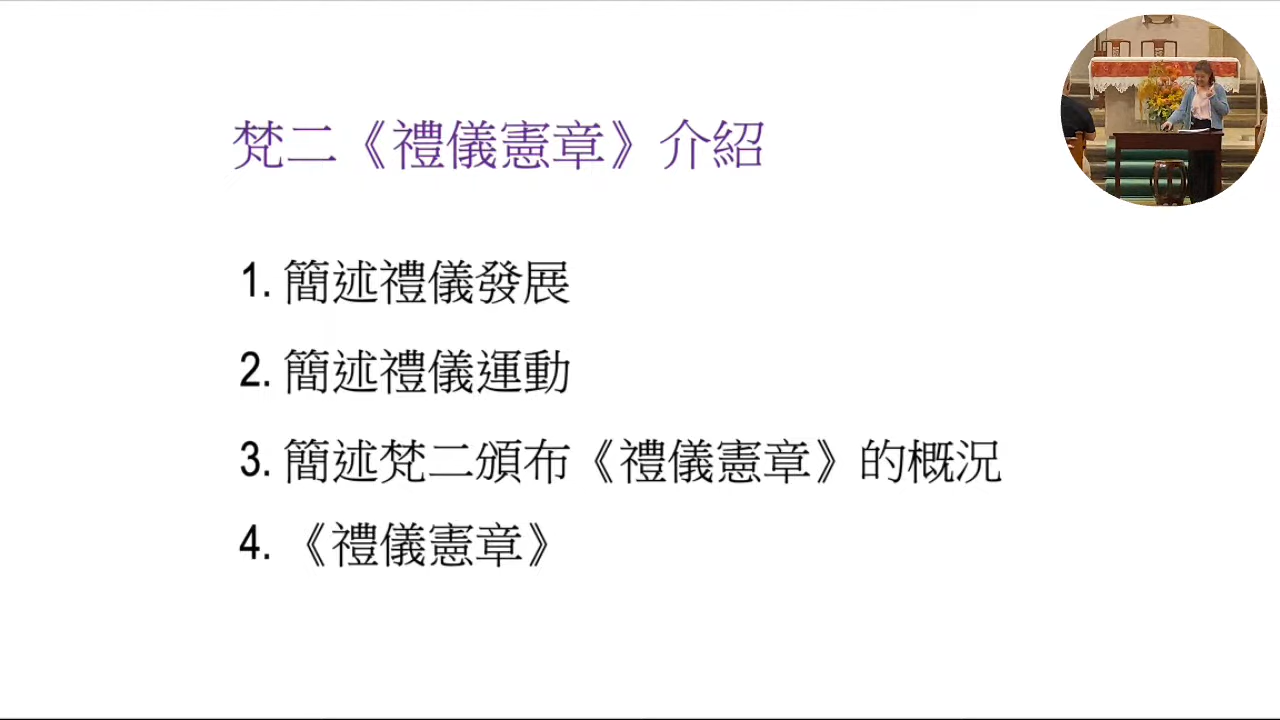 梵二《禮儀憲章》介紹
1. 簡述禮儀發展
2. 簡述禮儀運動
3. 簡述梵二頒布《禮儀憲章》的概況
4. 《禮儀憲章》